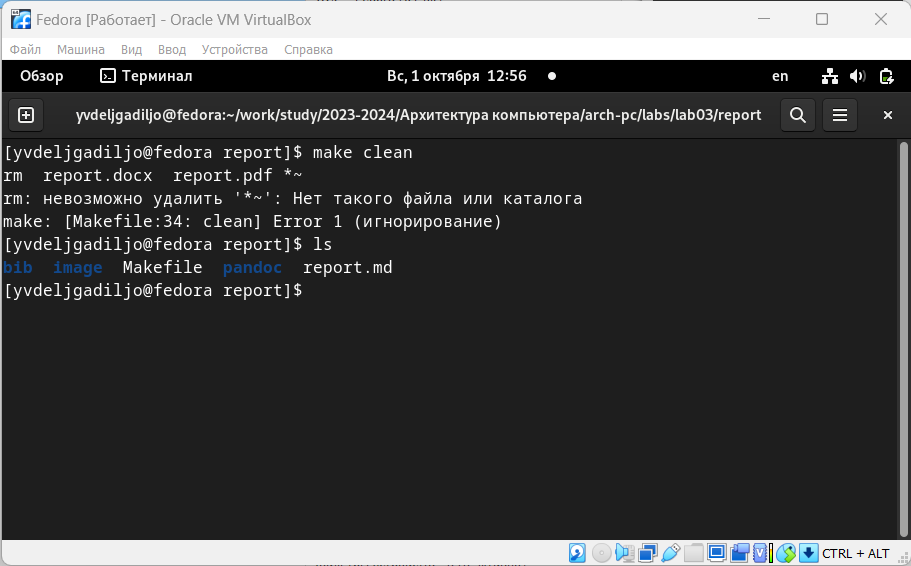 Fedora [Работает] - Oracle VM VirtualBox
Файл Машина Вид Ввод Устройства Справка
Обзор Терминал Вс, 1 октября 12:56 en
yvdeljgadiljo@fedora:~/work/study/2023-2024/Архитектура компьютера/arch-pc/labs/lab03/report
[yvdeljgadiljo@fedora report]$ make clean
rm  report.docx  report.pdf *~
rm: невозможно удалить '*~': Нет такого файла или каталога
make: [Makefile:34: clean] Error 1 (игнорирование)
[yvdeljgadiljo@fedora report]$ ls
bib  image  Makefile  pandoc  report.md
[yvdeljgadiljo@fedora report]$
CTRL + ALT